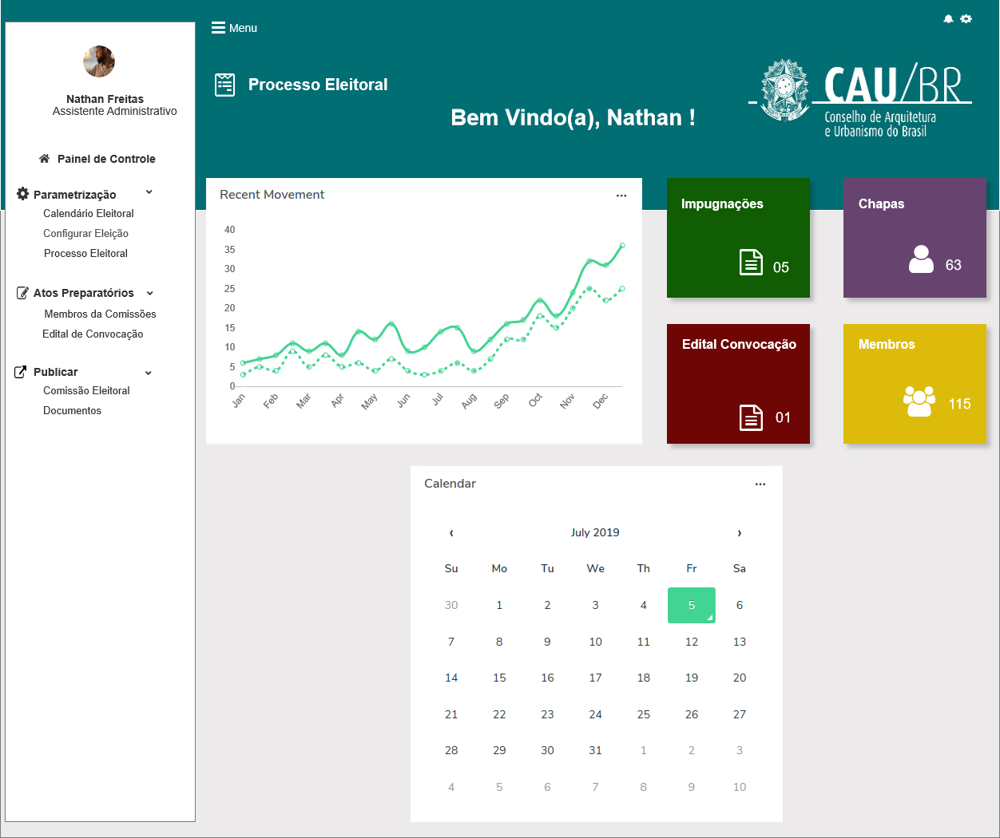 Menu
Nathan Freitas
Assistente Administrativo
Painel de Controle
Parametrização
Calendário Eleitoral
Configurar Eleição
Processo Eleitoral
Atos Preparatórios
Membros da Comissões
Edital de Convocação
Publicar
Comissão Eleitoral
Documentos
Processo Eleitoral
Bem Vindo(a), Nathan !
CAU/BR
Conselho de Arquitetura
e Urbanismo do Brasil
Recent Movement
40
35
30
25
20
15
10
5
0
Jan Feb Mar Apr May Jun Jul Aug Sep Oct Nov Dec
Impugnações
05
Chapas
63
Edital Convocação
01
Membros
115
Calendar
‹ July 2019 ›
Su Mo Tu We Th Fr Sa
30 1 2 3 4 5 6
7 8 9 10 11 12 13
14 15 16 17 18 19 20
21 22 23 24 25 26 27
28 29 30 31 1 2 3
4 5 6 7 8 9 10